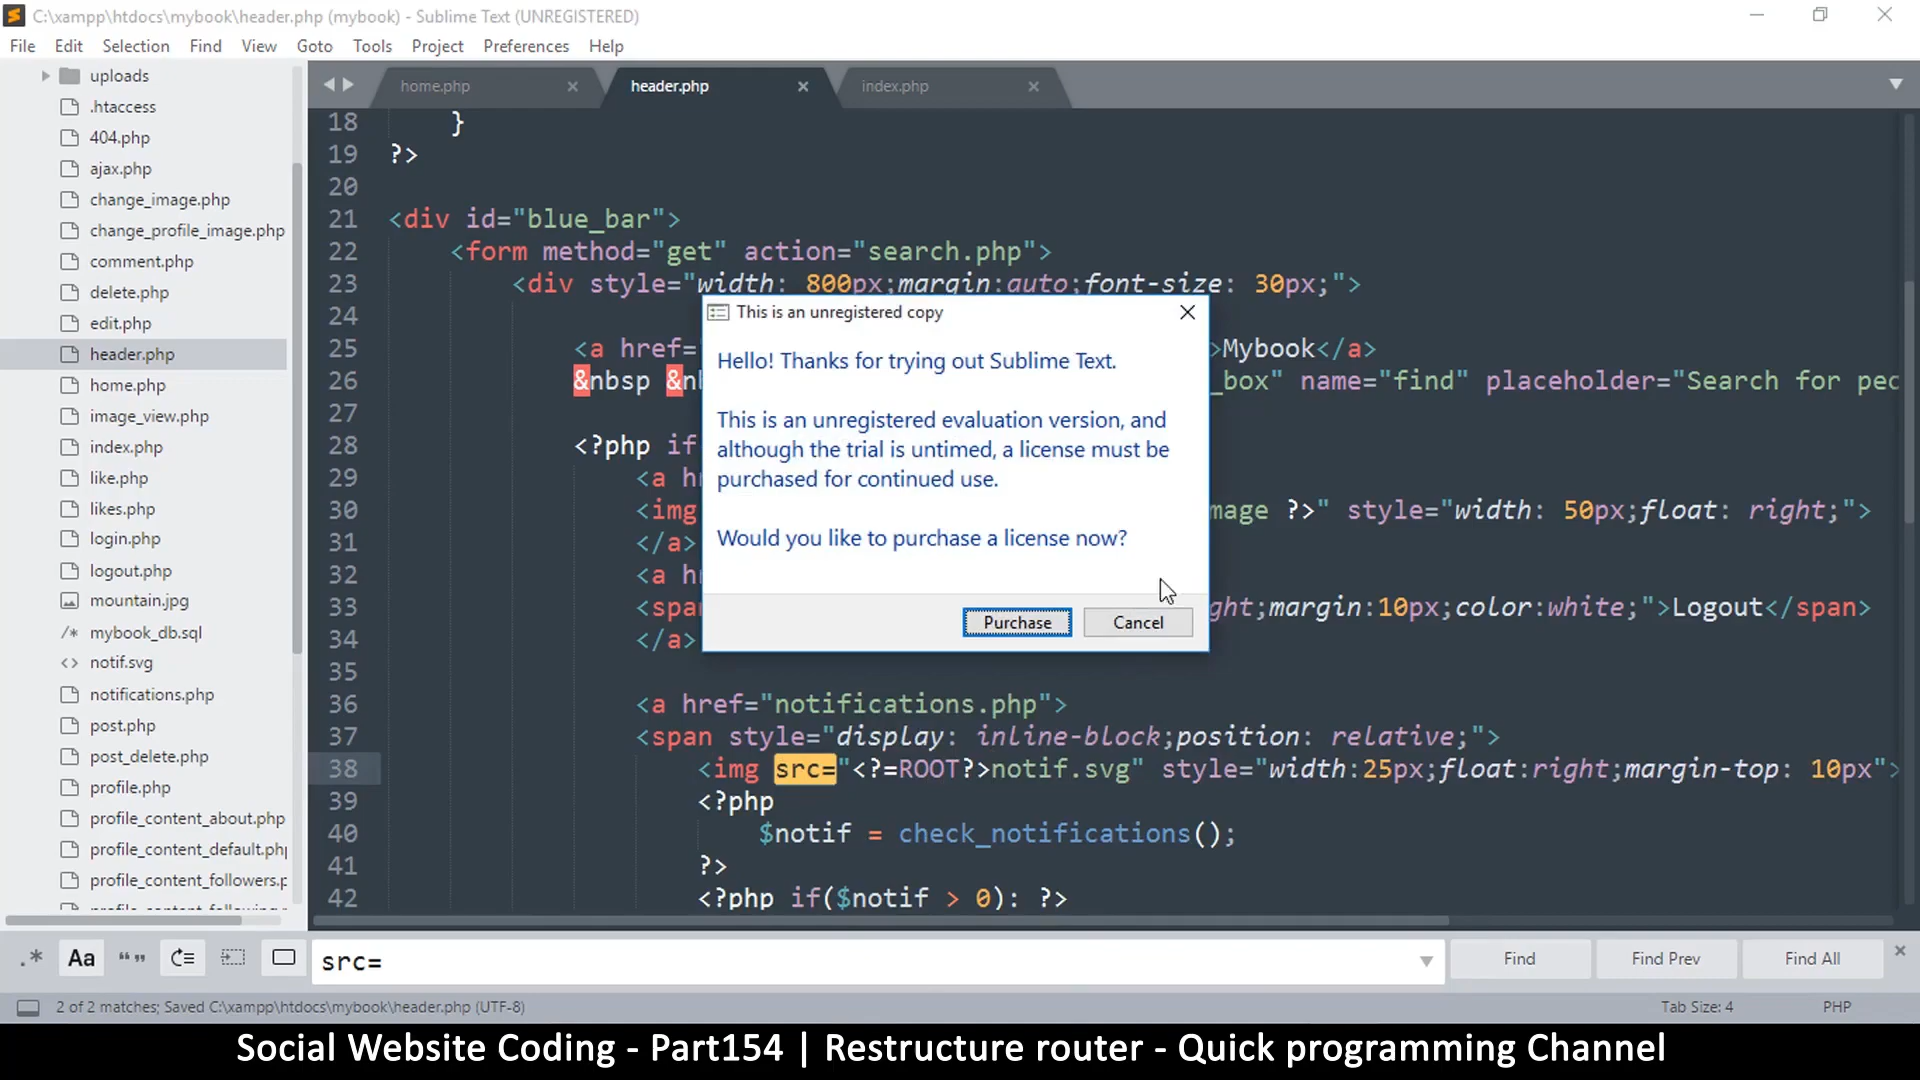 C:\xampp\htdocs\mybook\header.php (mybook) - Sublime Text (UNREGISTERED)
File Edit Selection Find View Goto Tools Project Preferences Help
uploads
.htaccess
404.php
ajax.php
change_image.php
change_profile_image.php
comment.php
delete.php
edit.php
header.php
home.php
image_view.php
index.php
like.php
likes.php
login.php
logout.php
mountain.jpg
/* mybook_db.sql
<> notif.svg
notifications.php
post.php
post_delete.php
profile.php
profile_content_about.php
profile_content_default.php
profile_content_followers.p
home.php header.php index.php
18 }
19 ?>
20
21 <div id="blue_bar">
22 <form method="get" action="search.php">
23 <div style="width: 800px;margin:auto;font-size: 30px;">
24
25 <a href= >Mybook</a>
26 &nbsp &nb _box" name="find" placeholder="Search for peo
27
28 <?php if
29 <a h
30 <img mage ?>" style="width: 50px;float: right;">
31 </a>
32 <a h
33 <spa ght;margin:10px;color:white;">Logout</span>
34 </a>
35
36 <a href="notifications.php">
37 <span style="display: inline-block;position: relative;">
38 <img src="<?=ROOT?>notif.svg" style="width:25px;float:right;margin-top: 10px">
39 <?php
40 $notif = check_notifications();
41 ?>
42 <?php if($notif > 0): ?>
This is an unregistered copy
Hello! Thanks for trying out Sublime Text.
This is an unregistered evaluation version, and
although the trial is untimed, a license must be
purchased for continued use.
Would you like to purchase a license now?
Purchase Cancel
.* Aa “” src= Find Find Prev Find All
2 of 2 matches; Saved C:\xampp\htdocs\mybook\header.php (UTF-8) Tab Size: 4 PHP
Social Website Coding - Part154 | Restructure router - Quick programming Channel